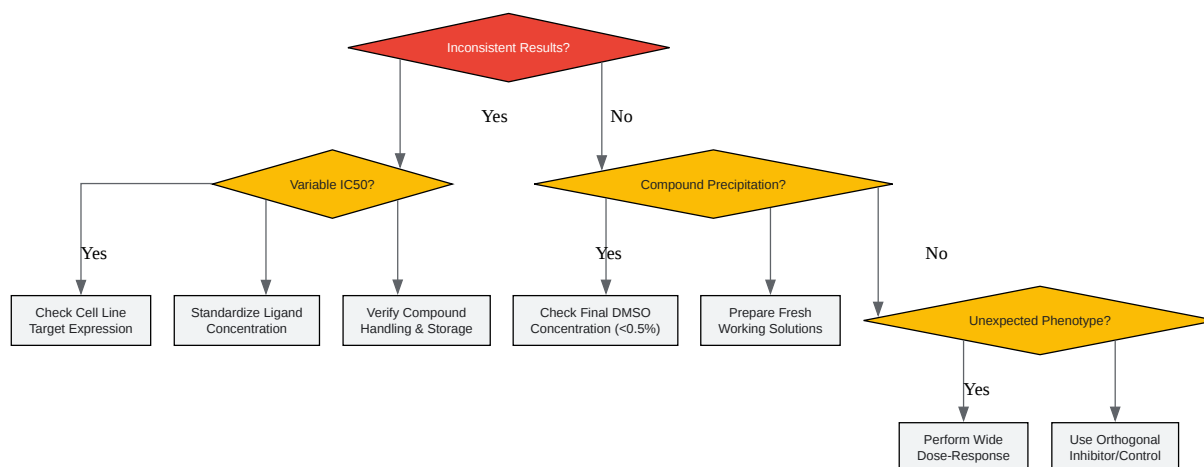 Inconsistent Results?
Yes
No
Variable IC50?
Compound Precipitation?
Yes
Yes
No
Check Cell Line
Target Expression
Standardize Ligand
Concentration
Verify Compound
Handling & Storage
Check Final DMSO
Concentration (<0.5%)
Prepare Fresh
Working Solutions
Unexpected Phenotype?
Yes
Perform Wide
Dose-Response
Use Orthogonal
Inhibitor/Control